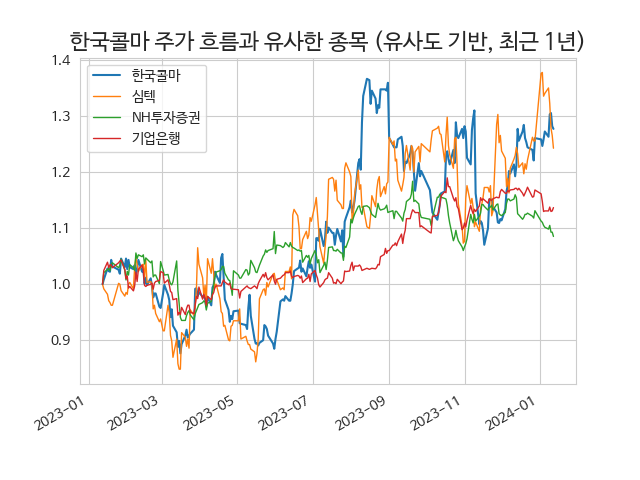 한국콜마 주가 흐름과 유사한 종목 (유사도 기반, 최근 1년)
1.4
1.3
1.2
1.1
1.0
0.9
한국콜마
심텍
NH투자증권
기업은행
2023-01
2023-03
2023-05
2023-07
2023-09
2023-11
2024-01